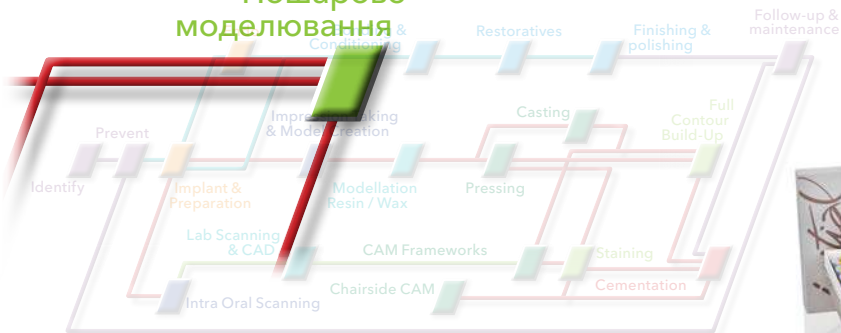 Пошарове
моделювання
Follow-up &
maintenance
&
Conditioning
Restoratives
Finishing &
polishing
Impression Taking
& Model Creation
Casting
Full
Contour
Build-Up
Prevent
Identify
Implant &
Preparation
Modellation
Resin / Wax
Pressing
Lab Scanning
& CAD
CAM Frameworks
Staining
Chairside CAM
Cementation
Intra Oral Scanning